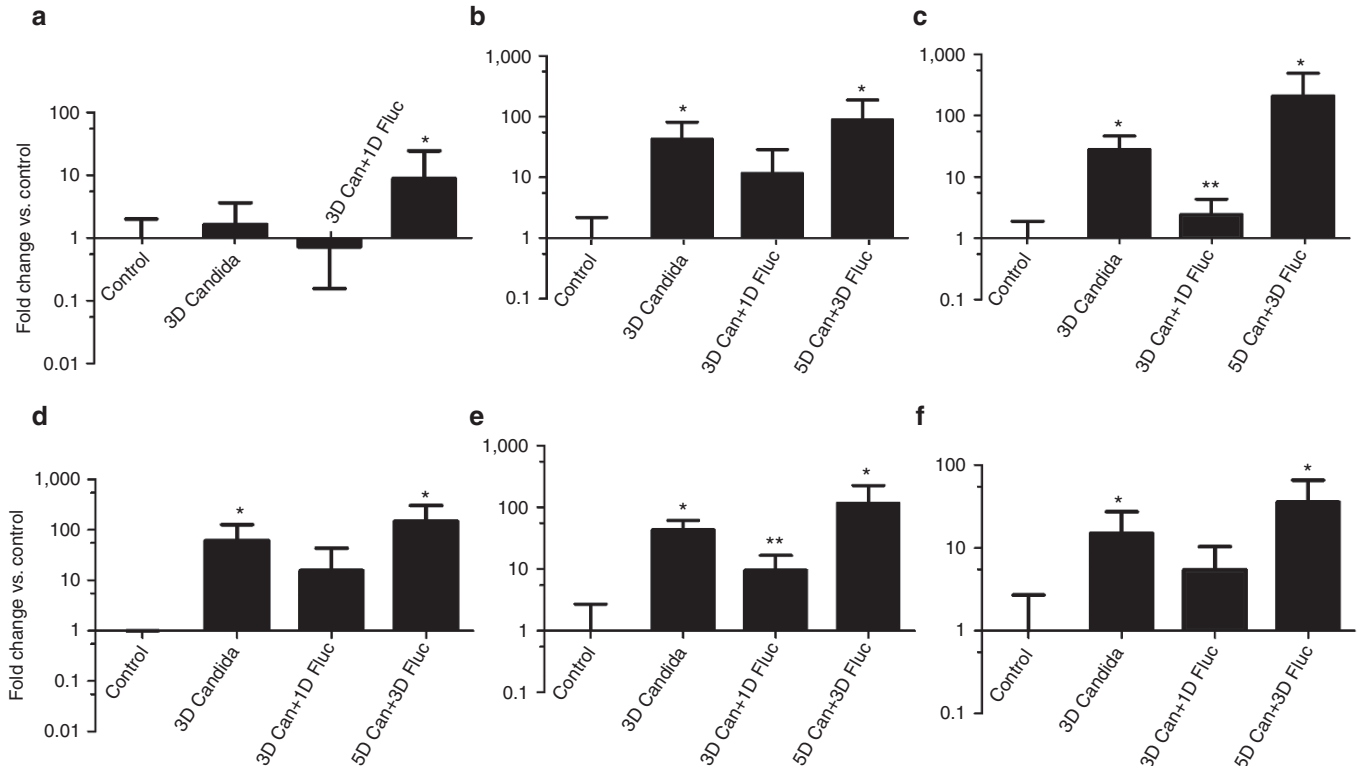 a
b
c
Fold change vs. control
100
10
1
0.1
0.01
Control
3D Candida
3D Can+1D Fluc
*
1,000
100
10
1
0.1
*
*
Control
3D Candida
3D Can+1D Fluc
5D Can+3D Fluc
1,000
100
10
1
0.1
*
**
*
Control
3D Candida
3D Can+1D Fluc
5D Can+3D Fluc
d
e
f
Fold change vs. control
1,000
100
10
1
0.1
0.01
*
*
Control
3D Candida
3D Can+1D Fluc
5D Can+3D Fluc
1,000
100
10
1
0.1
*
**
*
Control
3D Candida
3D Can+1D Fluc
5D Can+3D Fluc
100
10
1
0.1
*
*
Control
3D Candida
3D Can+1D Fluc
5D Can+3D Fluc